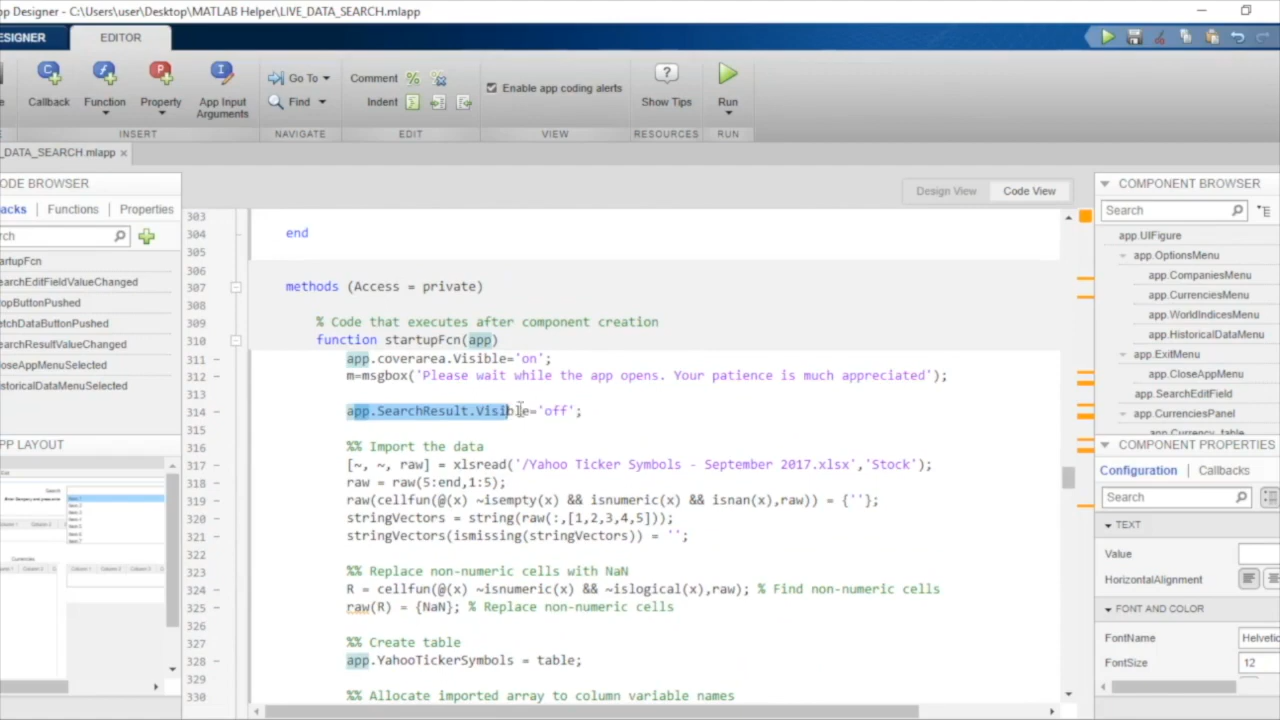 pp Designer - C:\Users\user\Desktop\MATLAB Helper\LIVE_DATA_SEARCH.mlapp
ESIGNER EDITOR
Callback Function Property App Input Arguments
INSERT
Go To
Find
NAVIGATE
Comment
Indent
EDIT
Enable app coding alerts
VIEW
Show Tips
RESOURCES
Run
RUN
_DATA_SEARCH.mlapp ×
ODE BROWSER
acks Functions Properties
rch
artupFcn
earchEditFieldValueChanged
opButtonPushed
etchDataButtonPushed
earchResultValueChanged
loseAppMenuSelected
istoricalDataMenuSelected
PP LAYOUT
Design View Code View
303
304 end
305
306
307 methods (Access = private)
308
309 % Code that executes after component creation
310 function startupFcn(app)
311 app.coverarea.Visible='on';
312 m=msgbox('Please wait while the app opens. Your patience is much appreciated');
313
314 app.SearchResult.Visible='off';
315
316 %% Import the data
317 [~, ~, raw] = xlsread('/Yahoo Ticker Symbols - September 2017.xlsx','Stock');
318 raw = raw(5:end,1:5);
319 raw(cellfun(@(x) ~isempty(x) && isnumeric(x) && isnan(x),raw)) = {''};
320 stringVectors = string(raw(:,[1,2,3,4,5]));
321 stringVectors(ismissing(stringVectors)) = '';
322
323 %% Replace non-numeric cells with NaN
324 R = cellfun(@(x) ~isnumeric(x) && ~islogical(x),raw); % Find non-numeric cells
325 raw(R) = {NaN}; % Replace non-numeric cells
326
327 %% Create table
328 app.YahooTickerSymbols = table;
329
330 %% Allocate imported array to column variable names
COMPONENT BROWSER
Search
app.UIFigure
app.OptionsMenu
app.CompaniesMenu
app.CurrenciesMenu
app.WorldIndicesMenu
app.HistoricalDataMenu
app.ExitMenu
app.CloseAppMenu
app.SearchEditField
app.CurrenciesPanel
app.Currency_table
COMPONENT PROPERTIES
Configuration Callbacks
Search
TEXT
Value
HorizontalAlignment
FONT AND COLOR
FontName Helvetic
FontSize 12